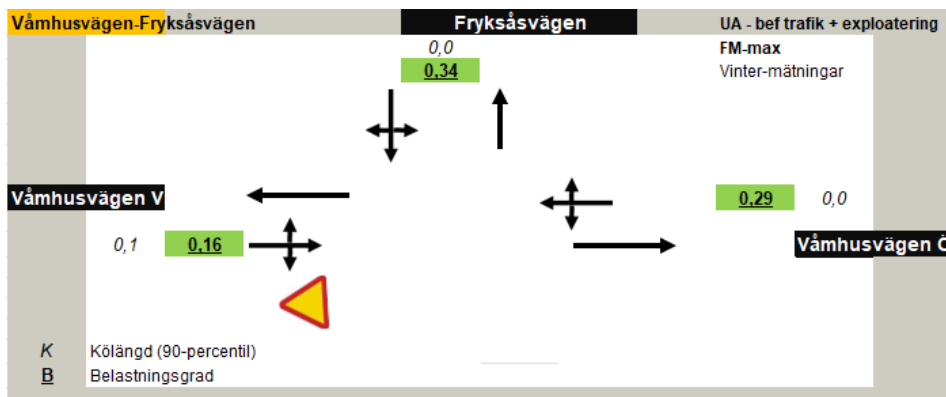 Våmhusvägen-Fryksåsvägen
Fryksåsvägen
UA - bef trafik + exploatering
0,0
FM-max
0,34
Vinter-mätningar
Våmhusvägen V
0,29 0,0
0,1 0,16
Våmhusvägen Ö
K Kölängd (90-percentil)
B Belastningsgrad